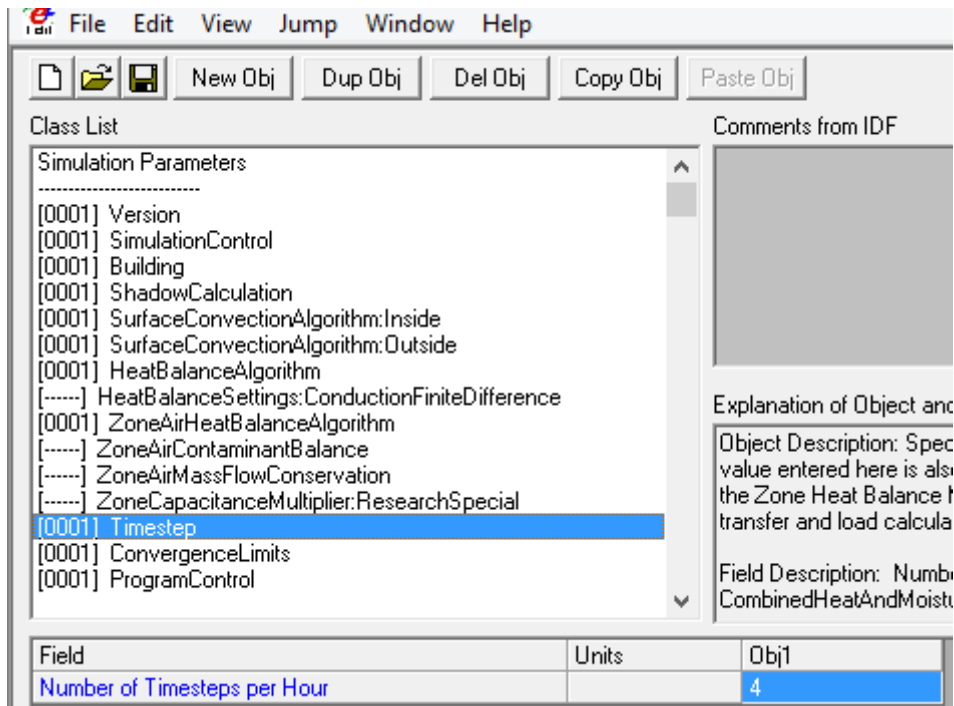 File Edit View Jump Window Help
New Obj Dup Obj Del Obj Copy Obj Paste Obj
Class List
Comments from IDF
Simulation Parameters
---------------------------
[0001] Version
[0001] SimulationControl
[0001] Building
[0001] ShadowCalculation
[0001] SurfaceConvectionAlgorithm:Inside
[0001] SurfaceConvectionAlgorithm:Outside
[0001] HeatBalanceAlgorithm
[------] HeatBalanceSettings:ConductionFiniteDifference
[0001] ZoneAirHeatBalanceAlgorithm
[------] ZoneAirContaminantBalance
[------] ZoneAirMassFlowConservation
[------] ZoneCapacitanceMultiplier:ResearchSpecial
[0001] Timestep
[0001] ConvergenceLimits
[0001] ProgramControl
Explanation of Object and
Object Description: Spec
value entered here is als
the Zone Heat Balance
transfer and load calcula
Field Description: Numb
CombinedHeatAndMoist
Field Units Obj1
Number of Timesteps per Hour 4